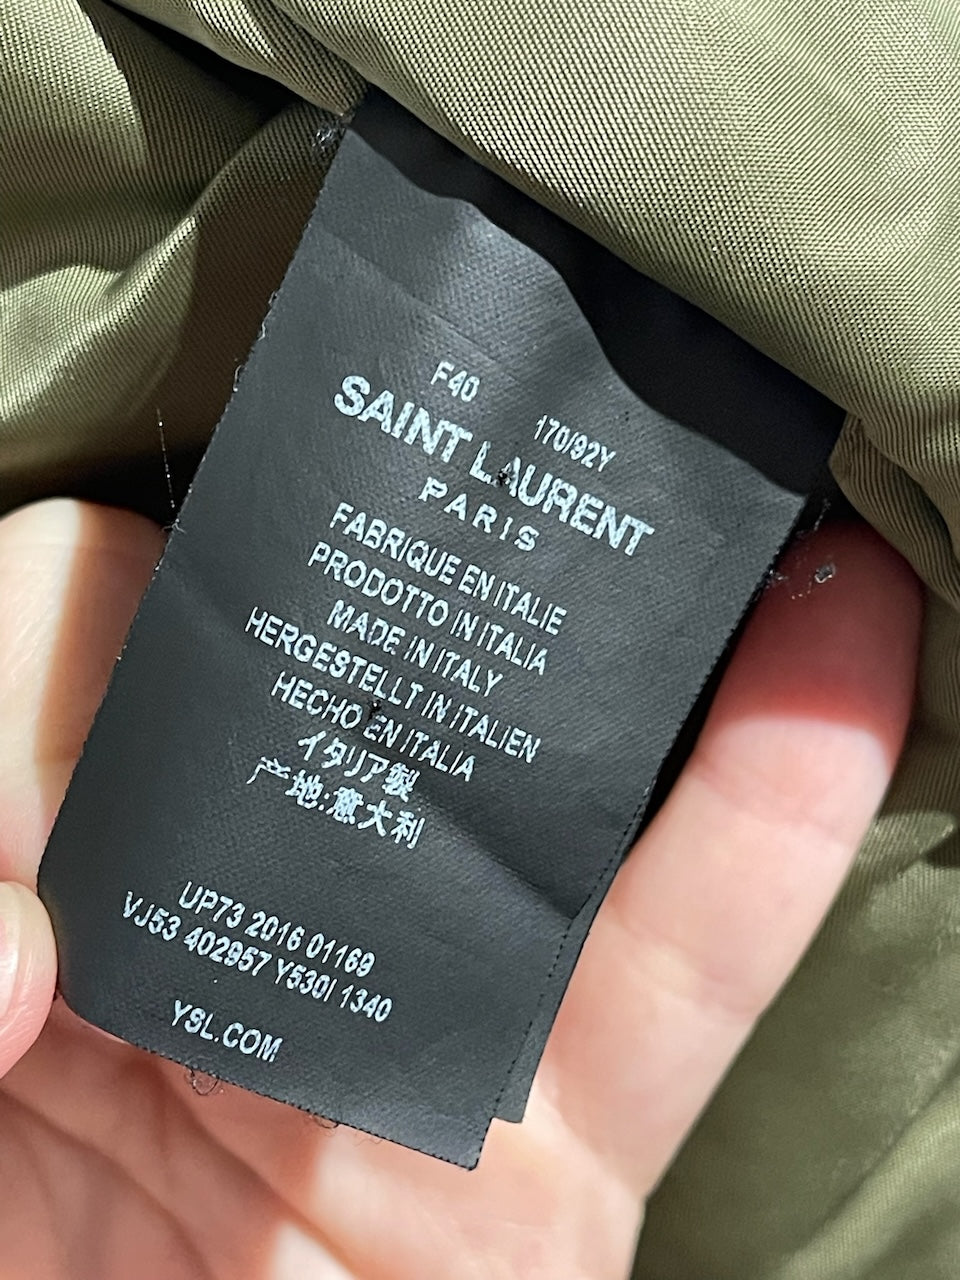 F40 170/92Y
SAINT LAURENT
PARIS
FABRIQUE EN ITALIE
PRODOTTO IN ITALIA
MADE IN ITALY
HERGESTELLT IN ITALIEN
HECHO EN ITALIA
イタリア製
产地:意大利
UP73 2016 01169
VJ53 402957 Y530I 1340
YSL.COM